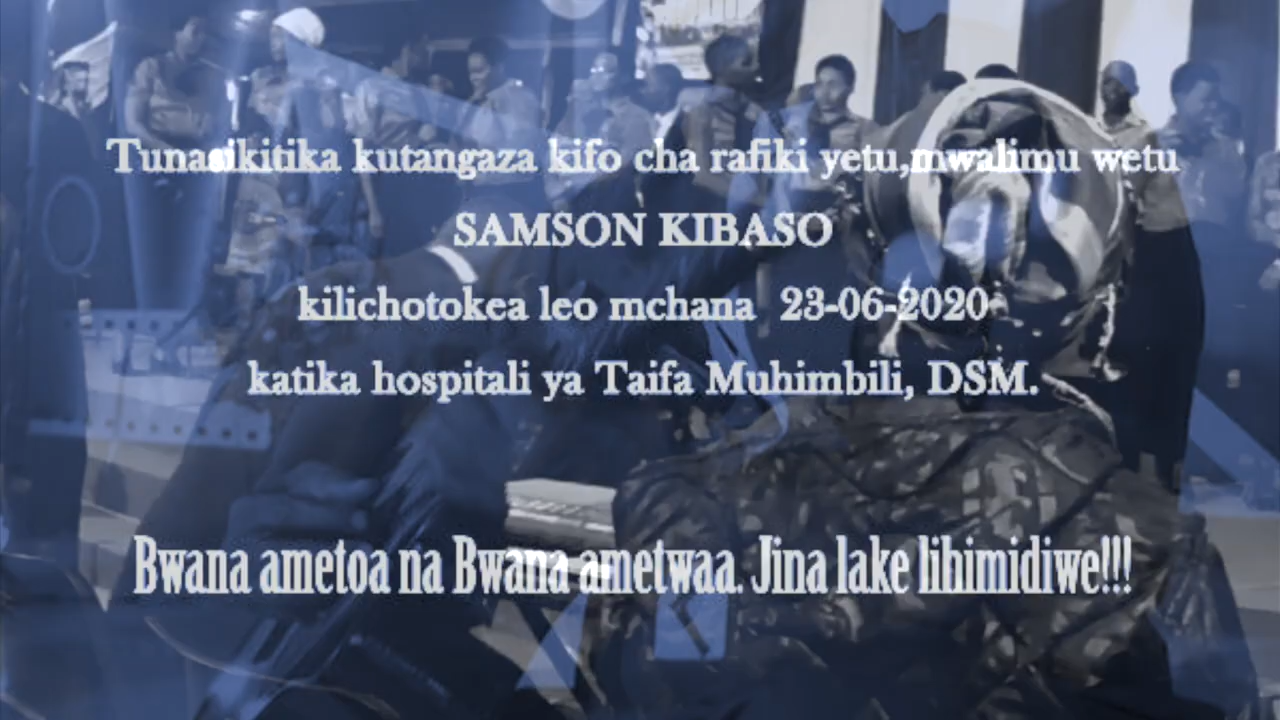 Tunasikitika kutangaza kifo cha rafiki yetu,mwalimu wetu
SAMSON KIBASO
kilichotokea leo mchana 23-06-2020
katika hospitali ya Taifa Muhimbili, DSM.
Bwana ametoa na Bwana ametwaa. Jina lake lihimidiwe!!!